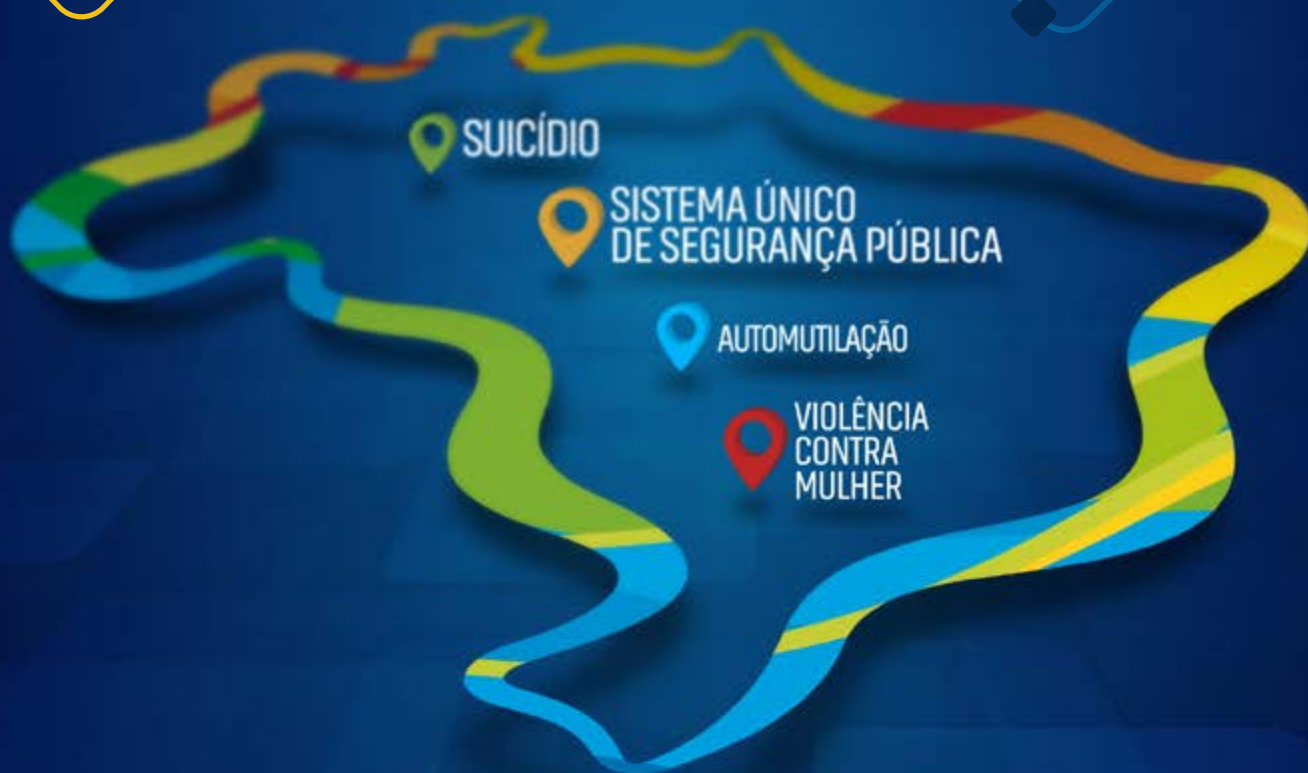 SUICÍDIO
SISTEMA ÚNICO
DE SEGURANÇA PÚBLICA
AUTOMUTILAÇÃO
VIOLÊNCIA
CONTRA
MULHER